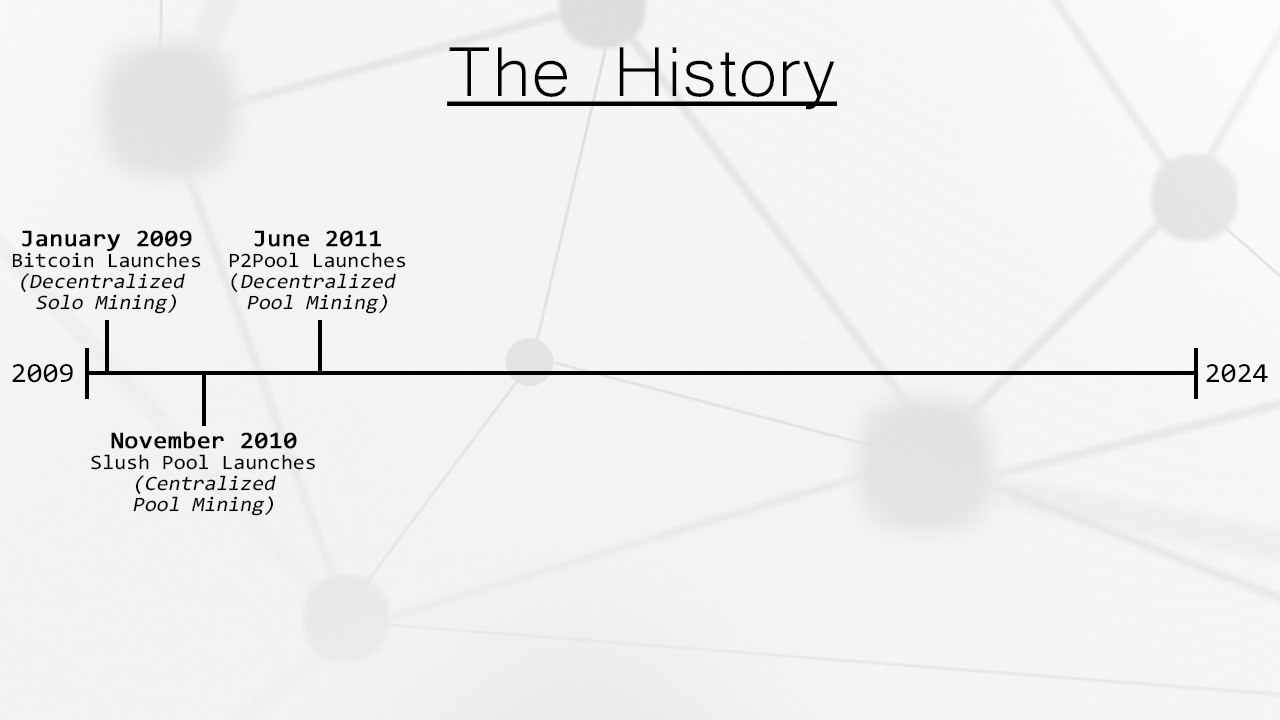 The History
January 2009
Bitcoin Launches
(Decentralized
Solo Mining)
June 2011
P2Pool Launches
(Decentralized
Pool Mining)
2009
2024
November 2010
Slush Pool Launches
(Centralized
Pool Mining)